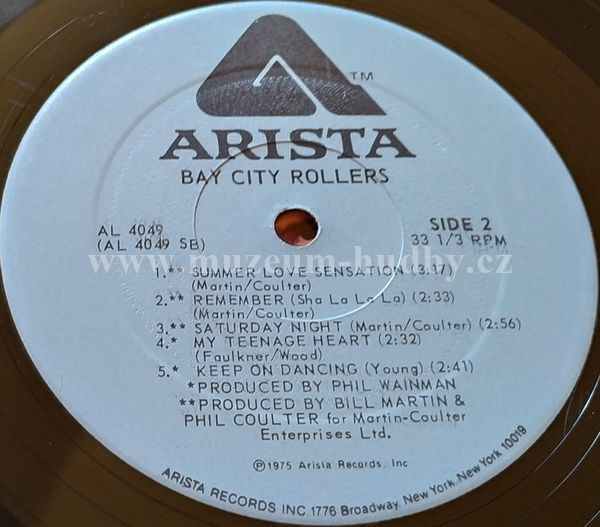 TM
ARISTA
BAY CITY ROLLERS
AL 4049
(AL 4049 SB)
SIDE 2
33 1/3 RPM
www.muzeum-hudby.cz
1.** SUMMER LOVE SENSATION (3:17)
(Martin/Coulter)
2.** REMEMBER (Sha La La La) (2:33)
(Martin/Coulter)
3.** SATURDAY NIGHT (Martin/Coulter) (2:56)
4.* MY TEENAGE HEART (2:32)
(Faulkner/Wood)
5.* KEEP ON DANCING (Young) (2:41)
*PRODUCED BY PHIL WAINMAN
**PRODUCED BY BILL MARTIN &
PHIL COULTER for Martin-Coulter
Enterprises Ltd.
℗1975 Arista Records, Inc.
ARISTA RECORDS INC. 1776 Broadway, New York, New York 10019